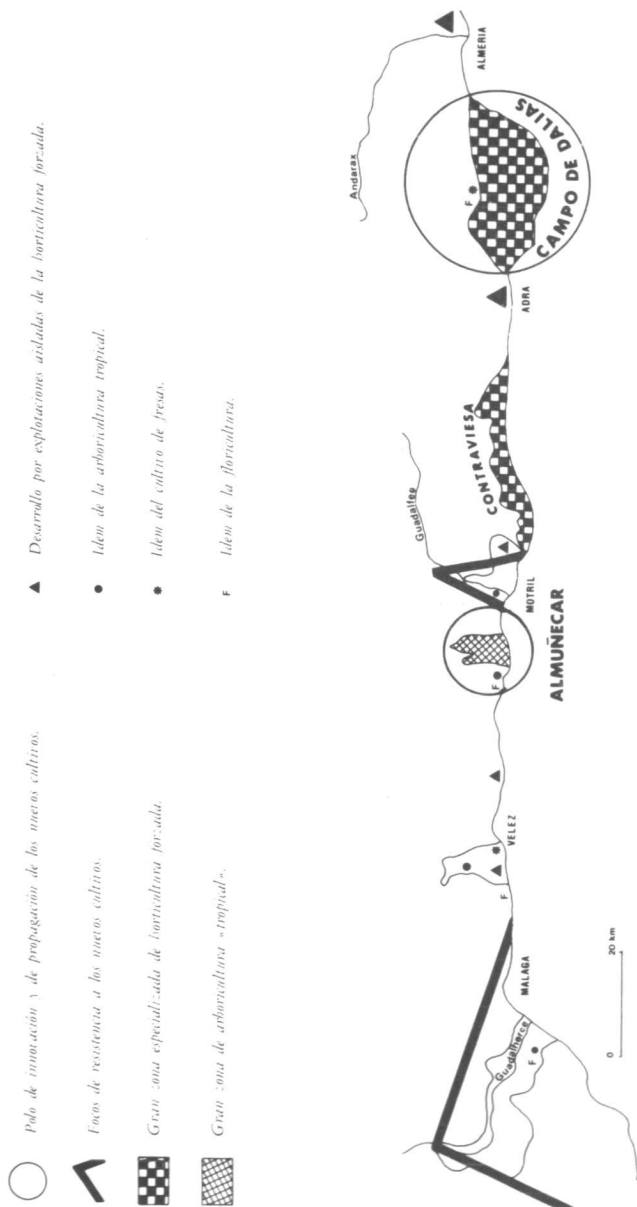 Polo de innovación y de propagación de los nuevos cultivos.
Focos de resistencia a los nuevos cultivos.
Gran zona especializada de horticultura forzada.
Gran zona de arboricultura «tropical».
Desarrollo por explotaciones aisladas de la horticultura forzada.
Idem de la arboricultura tropical.
Idem del cultivo de fresas.
F Idem de la floricultura.
Andarax
ALMERIA
F
CAMPO DE DALIAS
ADRA
CONTRAVIESA
Guadalfeo
MOTRIL
F
ALMUÑECAR
VELEZ
F
MALAGA
Guadalhorce
F
0 20 km